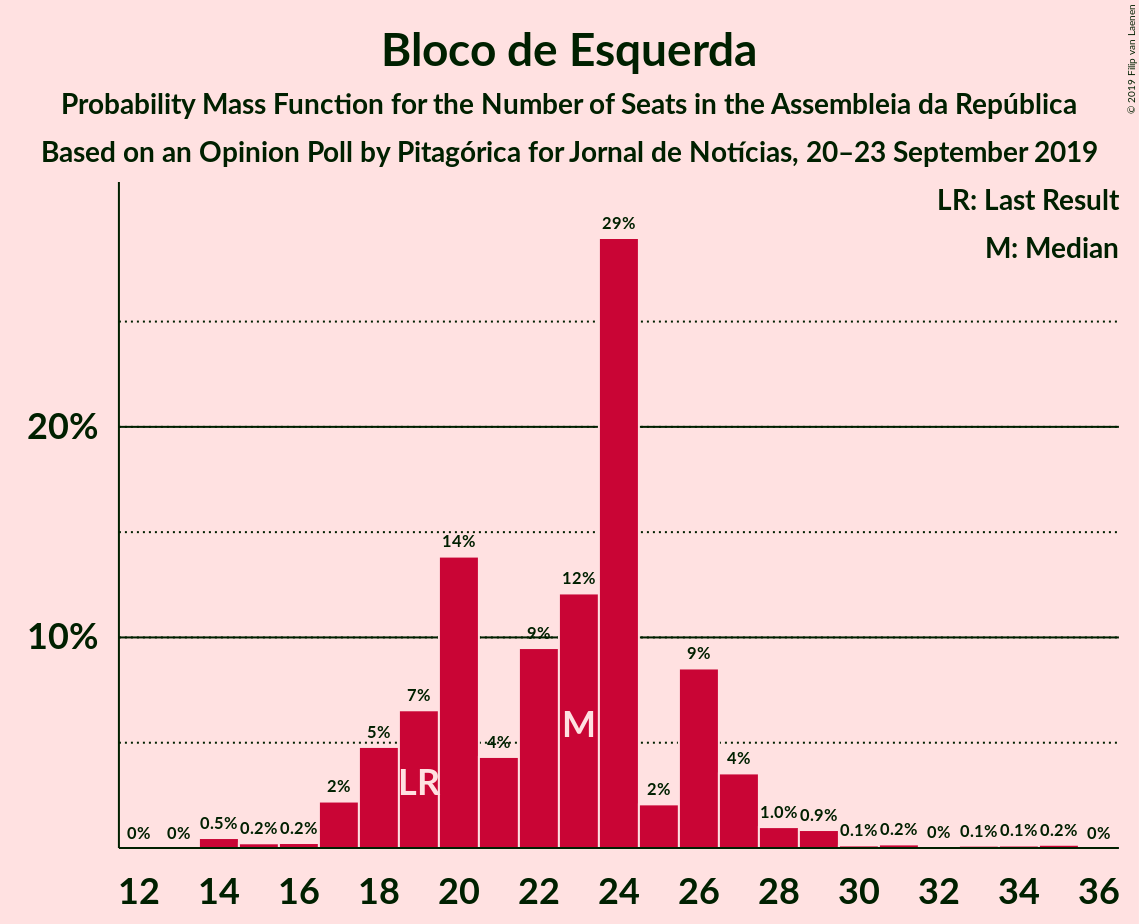 Bloco de Esquerda
Probability Mass Function for the Number of Seats in the Assembleia da República
Based on an Opinion Poll by Pitagórica for Jornal de Notícias, 20–23 September 2019
© 2019 Filip van Laenen
LR: Last Result
M: Median
29%
20%
14%
12%
10%
9%
9%
7%
5%
4%
4%
2%
2%
M
LR
0% 0% 0.5% 0.2% 0.2% 1.0% 0.9% 0.1% 0.2% 0% 0.1% 0.1% 0.2% 0%
12 14 16 18 20 22 24 26 28 30 32 34 36